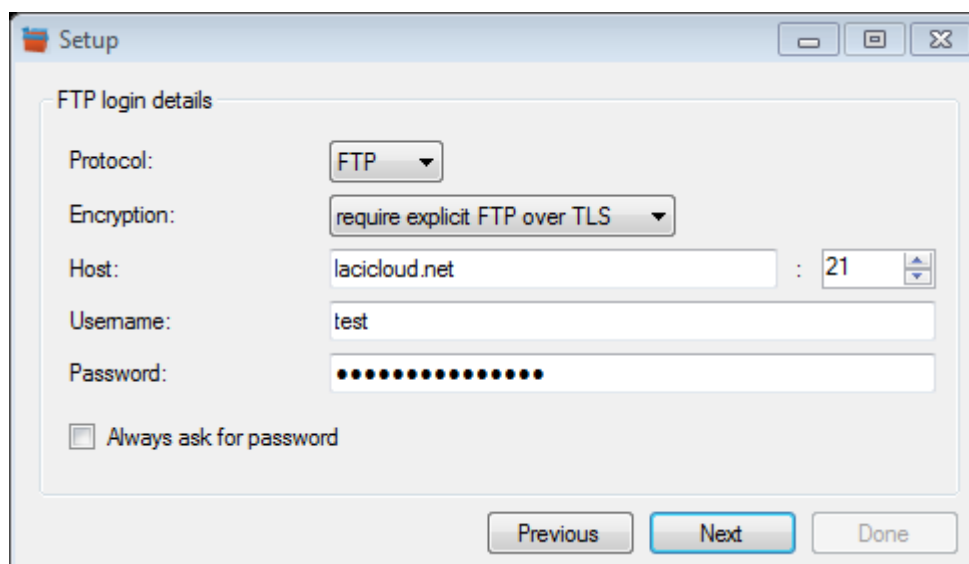 Setup
FTP login details
Protocol: FTP
Encryption: require explicit FTP over TLS
Host: lacicloud.net : 21
Username: test
Password: ●●●●●●●●●●●●●●●
Always ask for password
Previous Next Done